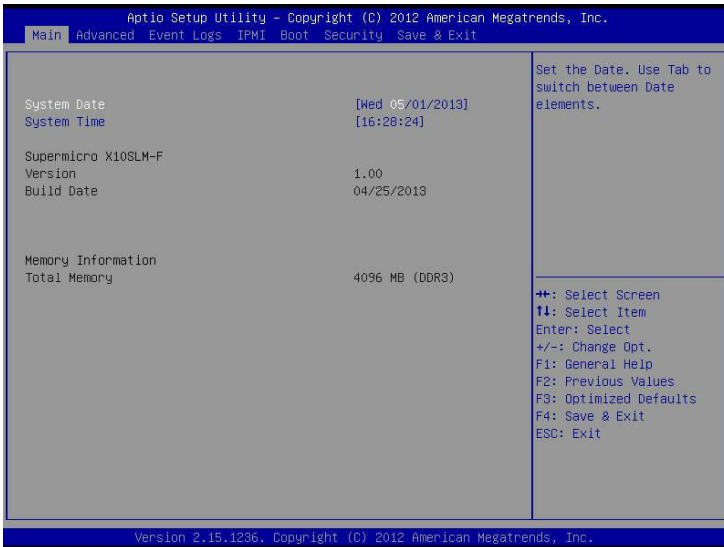 Aptio Setup Utility – Copyright (C) 2012 American Megatrends, Inc.
Main Advanced Event Logs IPMI Boot Security Save & Exit
System Date [Wed 05/01/2013]
System Time [16:28:24]
Supermicro X10SLM-F
Version 1.00
Build Date 04/25/2013
Memory Information
Total Memory 4096 MB (DDR3)
Set the Date. Use Tab to
switch between Date
elements.
→←: Select Screen
↑↓: Select Item
Enter: Select
+/-: Change Opt.
F1: General Help
F2: Previous Values
F3: Optimized Defaults
F4: Save & Exit
ESC: Exit
Version 2.15.1236. Copyright (C) 2012 American Megatrends, Inc.